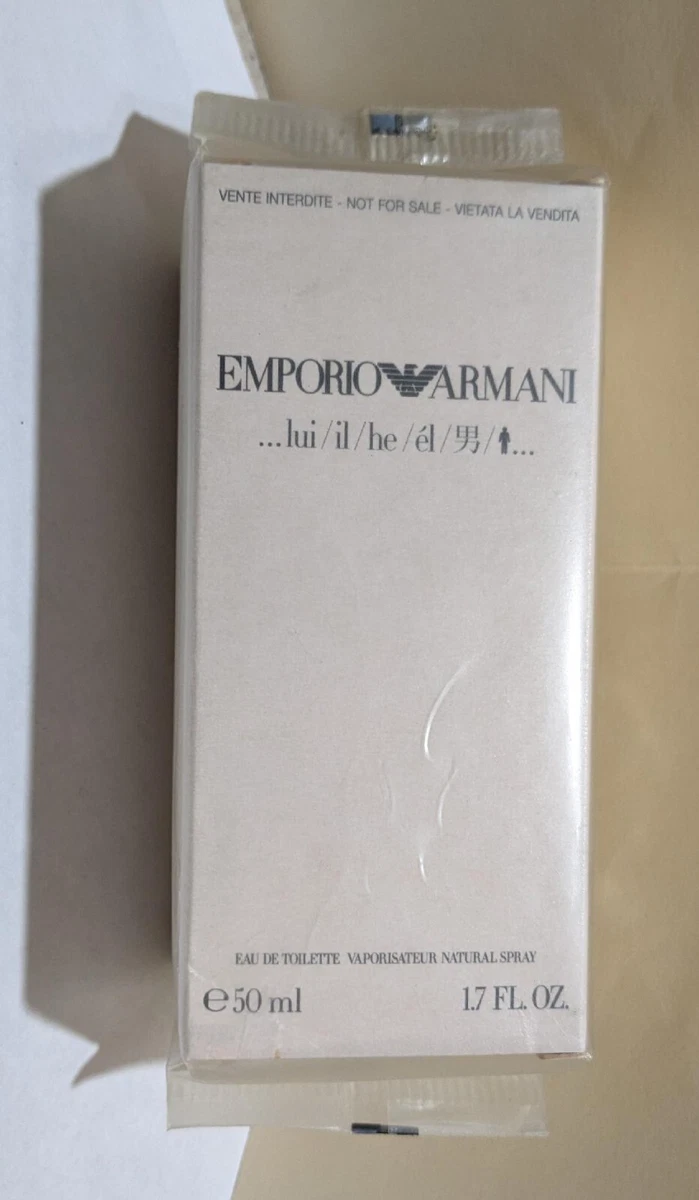 VENTE INTERDITE - NOT FOR SALE - VIETATA LA VENDITA
EMPORIO ARMANI
...lui/il/he/él/男/...
EAU DE TOILETTE VAPORISATEUR NATURAL SPRAY
℮50 ml 1.7 FL. OZ.